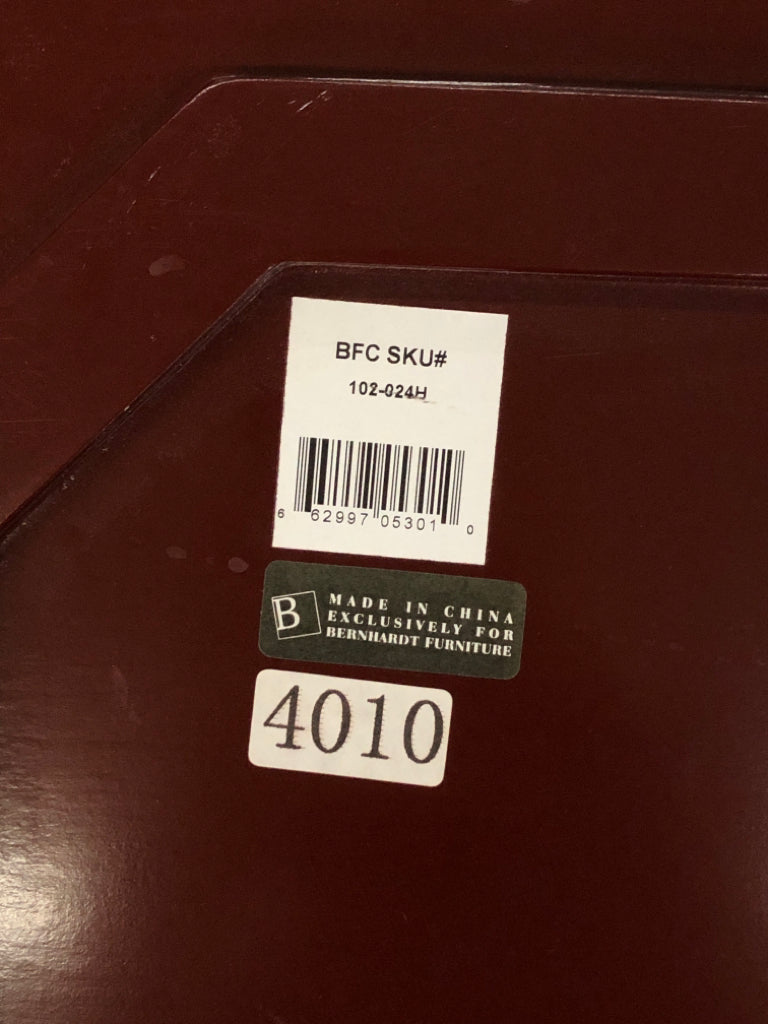 BFC SKU#
102-024H
6 62997 05301 0
B
MADE IN CHINA
EXCLUSIVELY FOR
BERNHARDT FURNITURE
4010